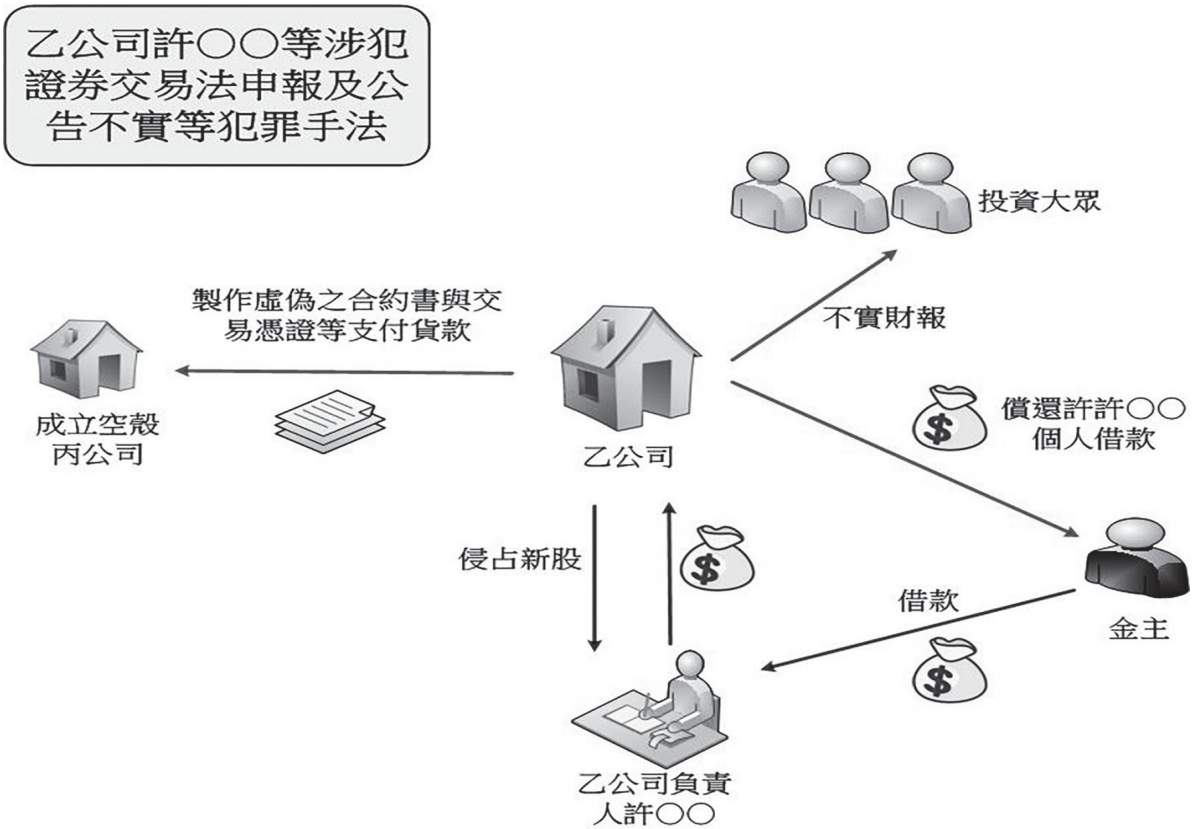 乙公司許○○等涉犯
證券交易法申報及公
告不實等犯罪手法
投資大眾
製作虛偽之合約書與交
易憑證等支付貨款
不實財報
成立空殼
丙公司
乙公司
$
償還許許○○
個人借款
侵占新股
$
借款
金主
$
乙公司負責
人許○○